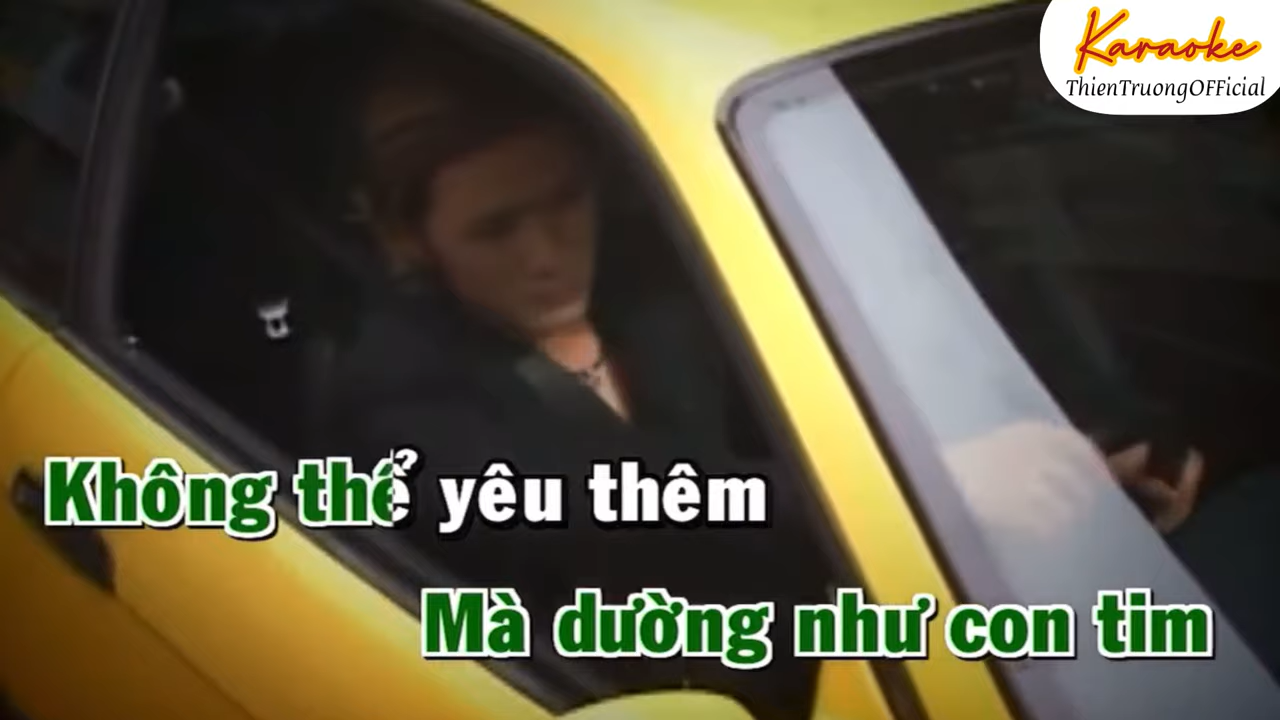 Karaoke
ThienTruongOFFicial
Không thể yêu thêm
Mà dường như con tim